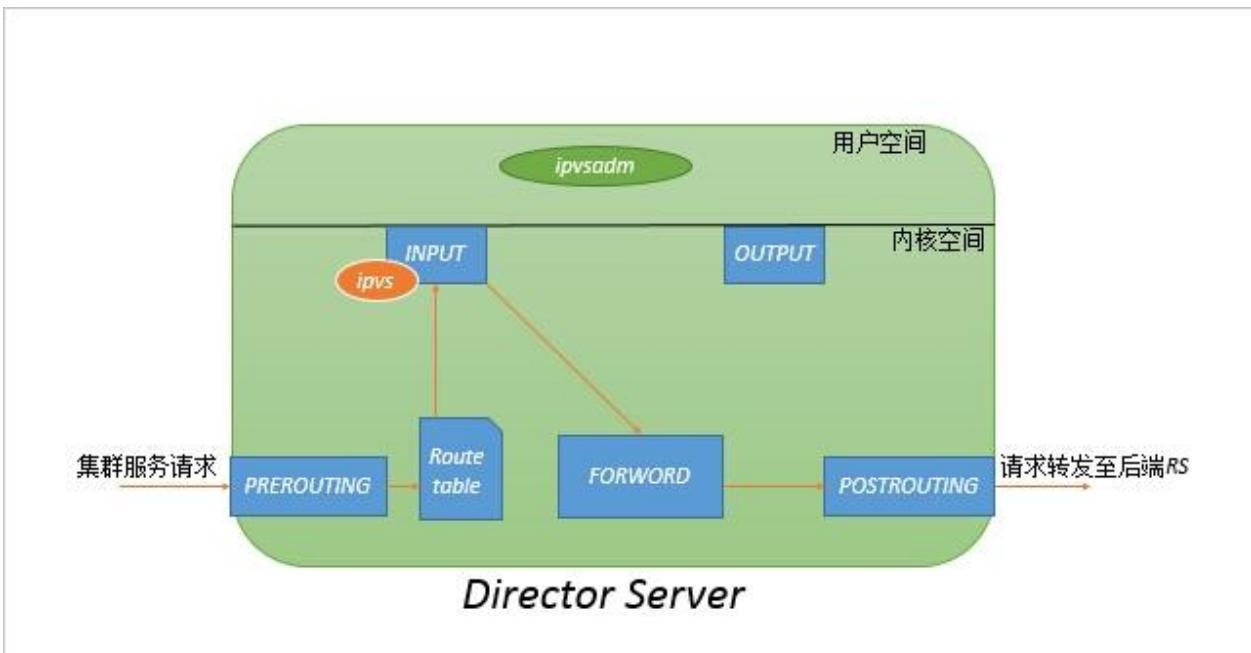 用户空间
ipvsadm
内核空间
INPUT
OUTPUT
ipvs
集群服务请求
PREROUTING
Route
table
FORWORD
POSTROUTING
请求转发至后端RS
Director Server